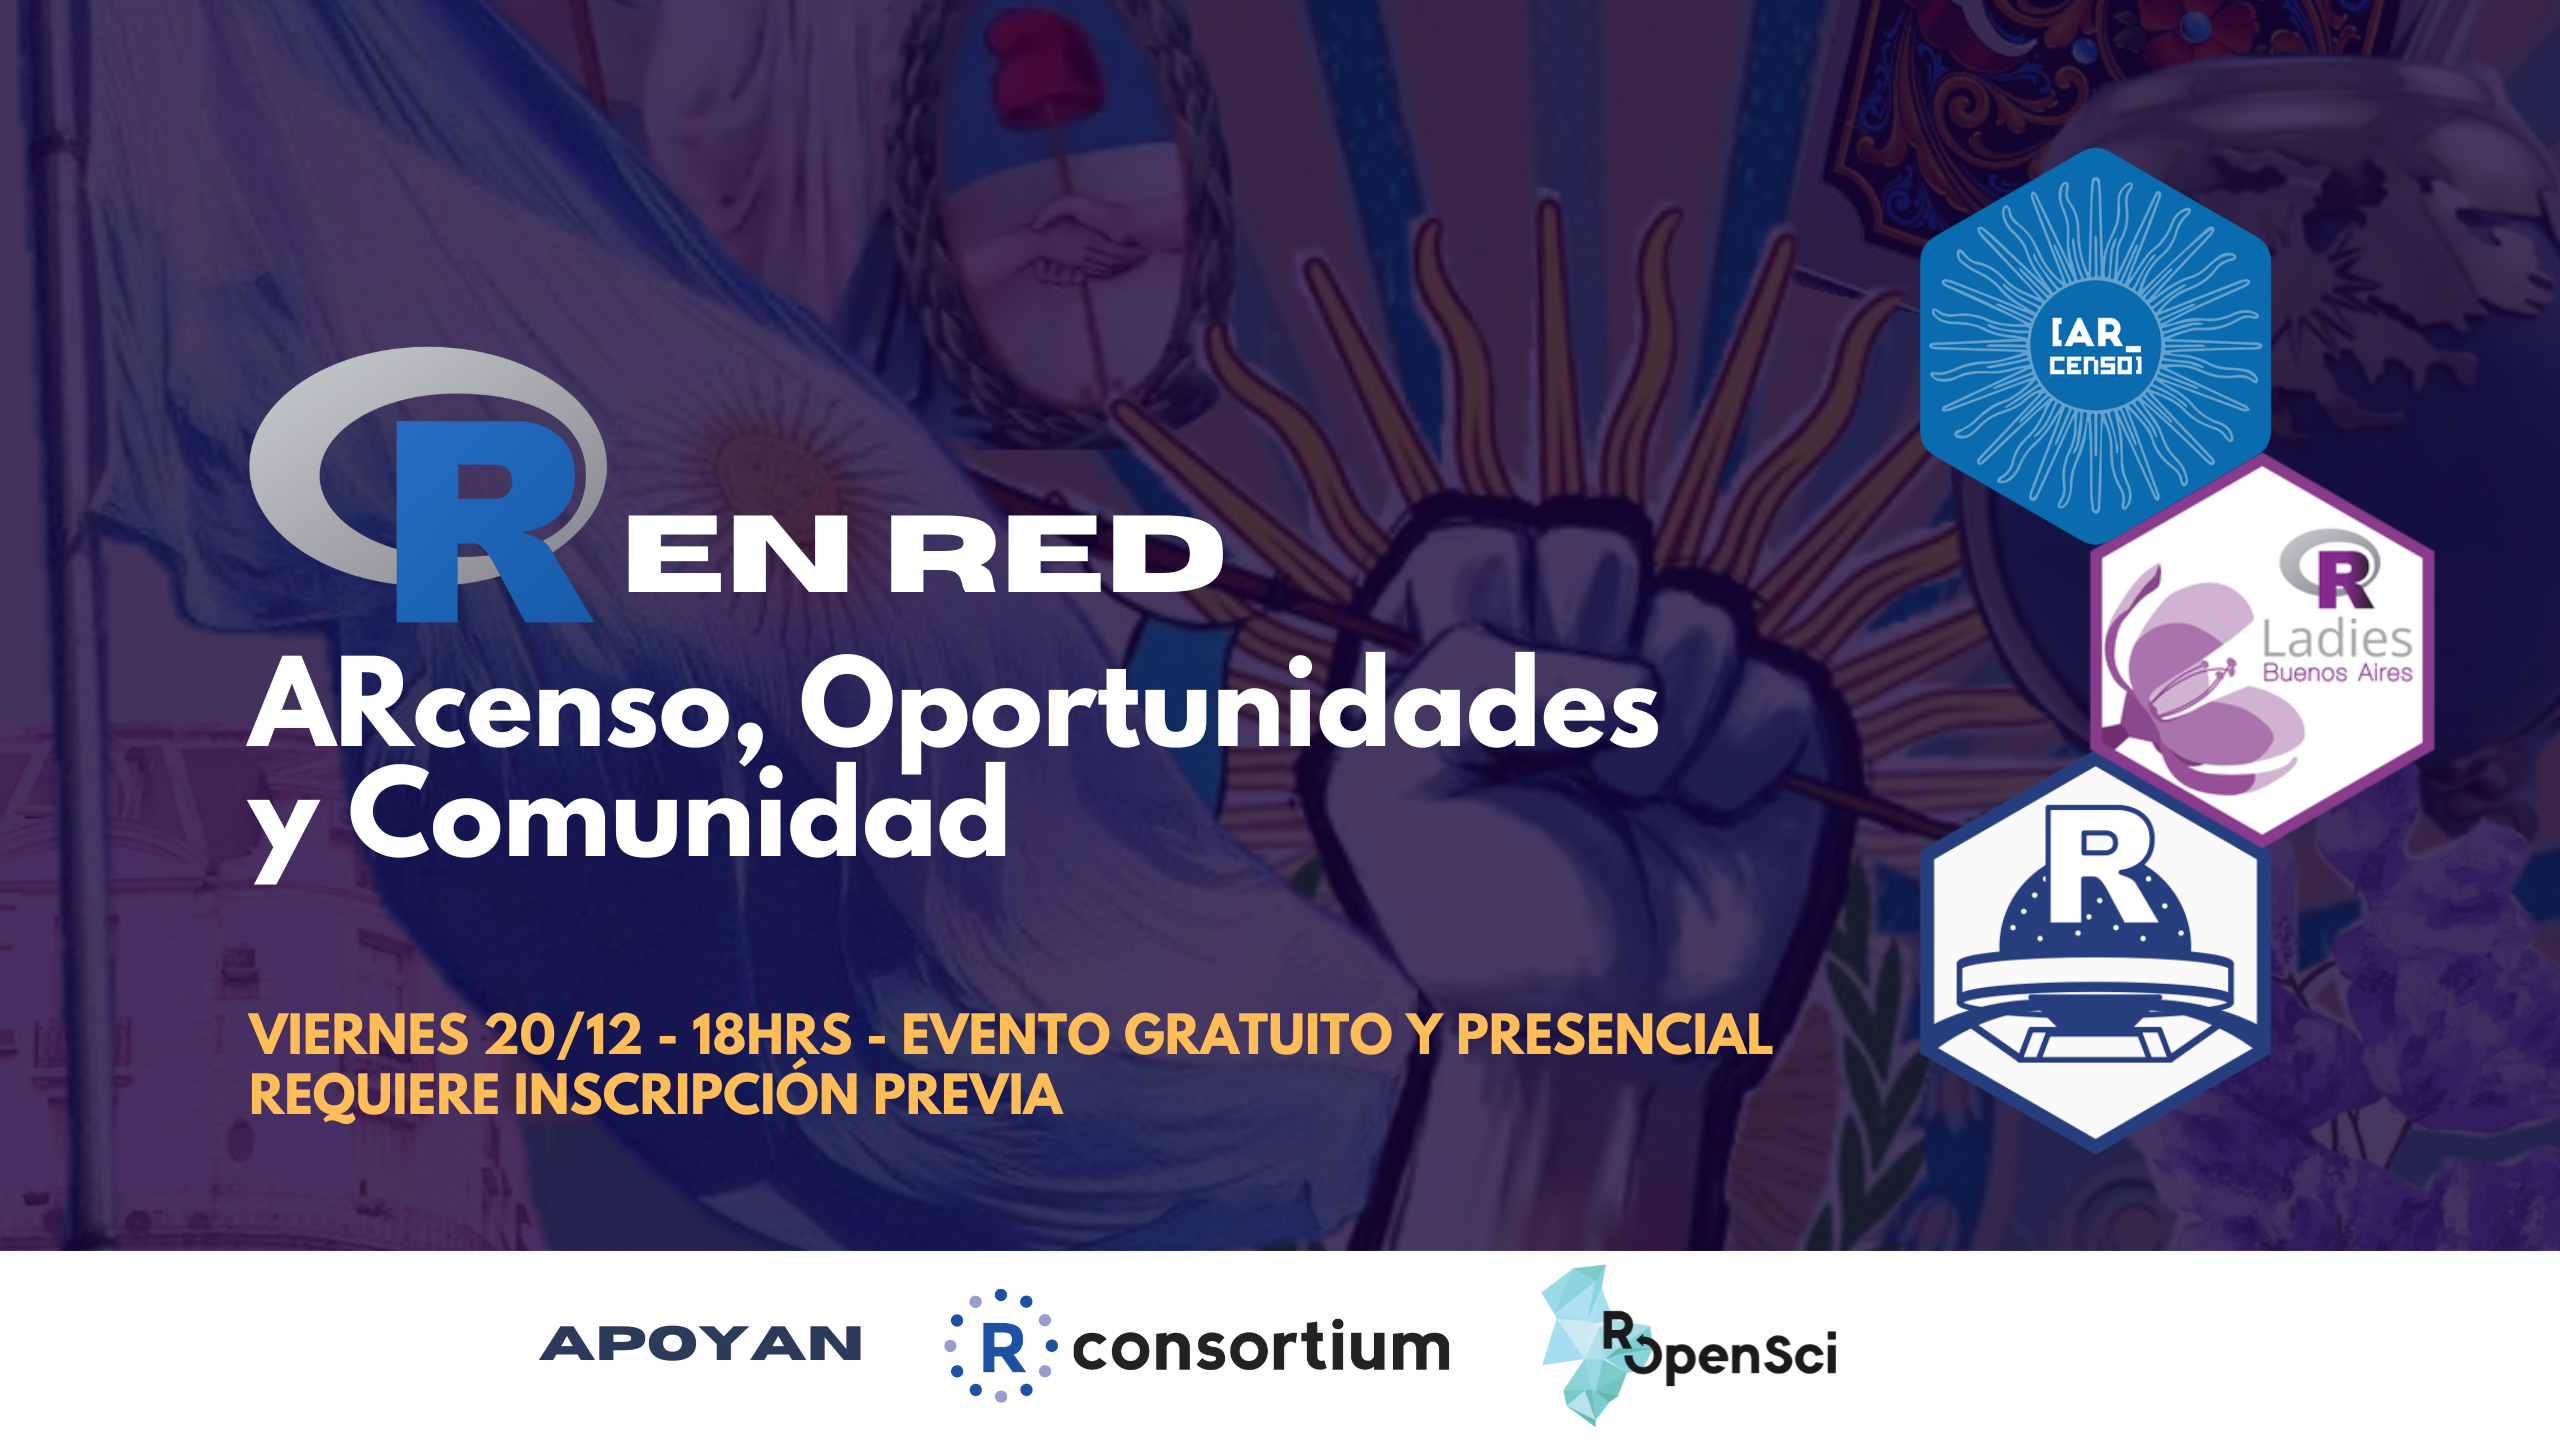 R EN RED
ARcenso, Oportunidades
y Comunidad
VIERNES 20/12 - 18HRS - EVENTO GRATUITO Y PRESENCIAL
REQUIERE INSCRIPCIÓN PREVIA
[AR_
CENSO]
R
Ladies
Buenos Aires
R
APOYAN
R consortium
ROpenSci